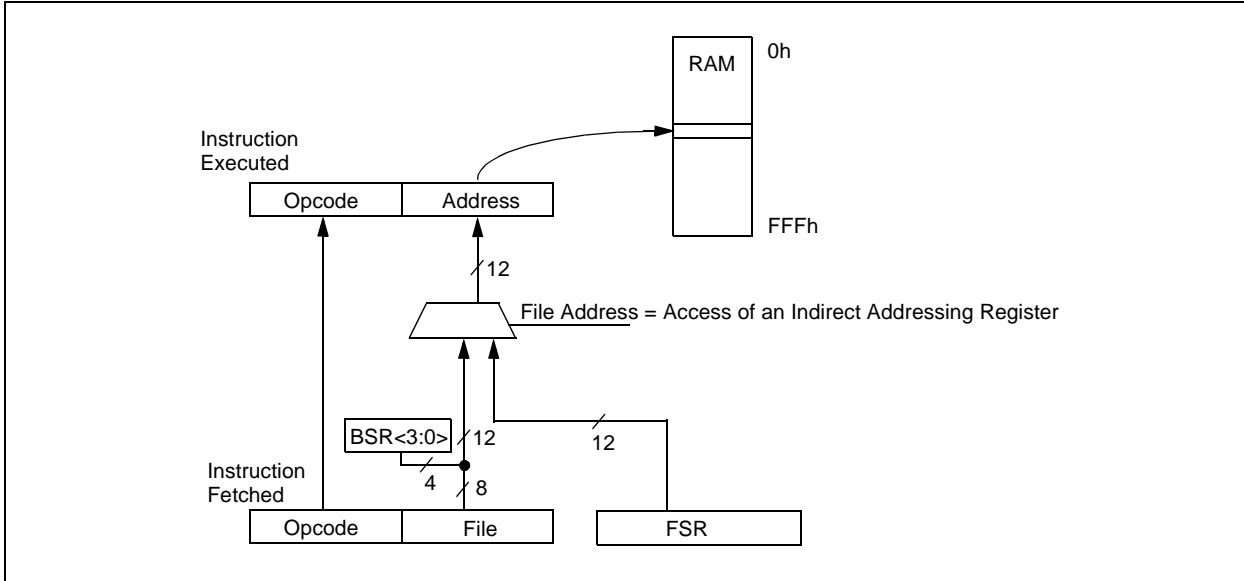 0h
RAM
Instruction
Executed
Opcode
Address
FFFh
12
File Address = Access of an Indirect Addressing Register
BSR<3:0>
12
12
Instruction
Fetched
4
8
Opcode
File
FSR